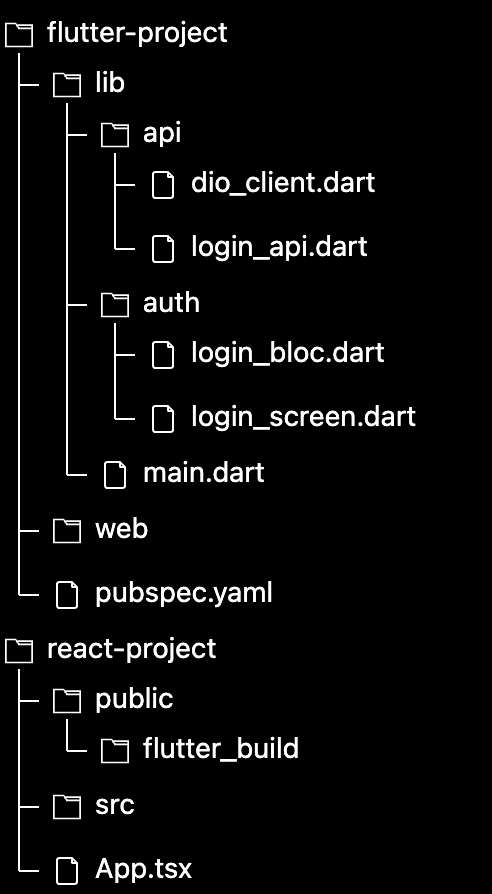 flutter-project
lib
api
dio_client.dart
login_api.dart
auth
login_bloc.dart
login_screen.dart
main.dart
web
pubspec.yaml
react-project
public
flutter_build
src
App.tsx